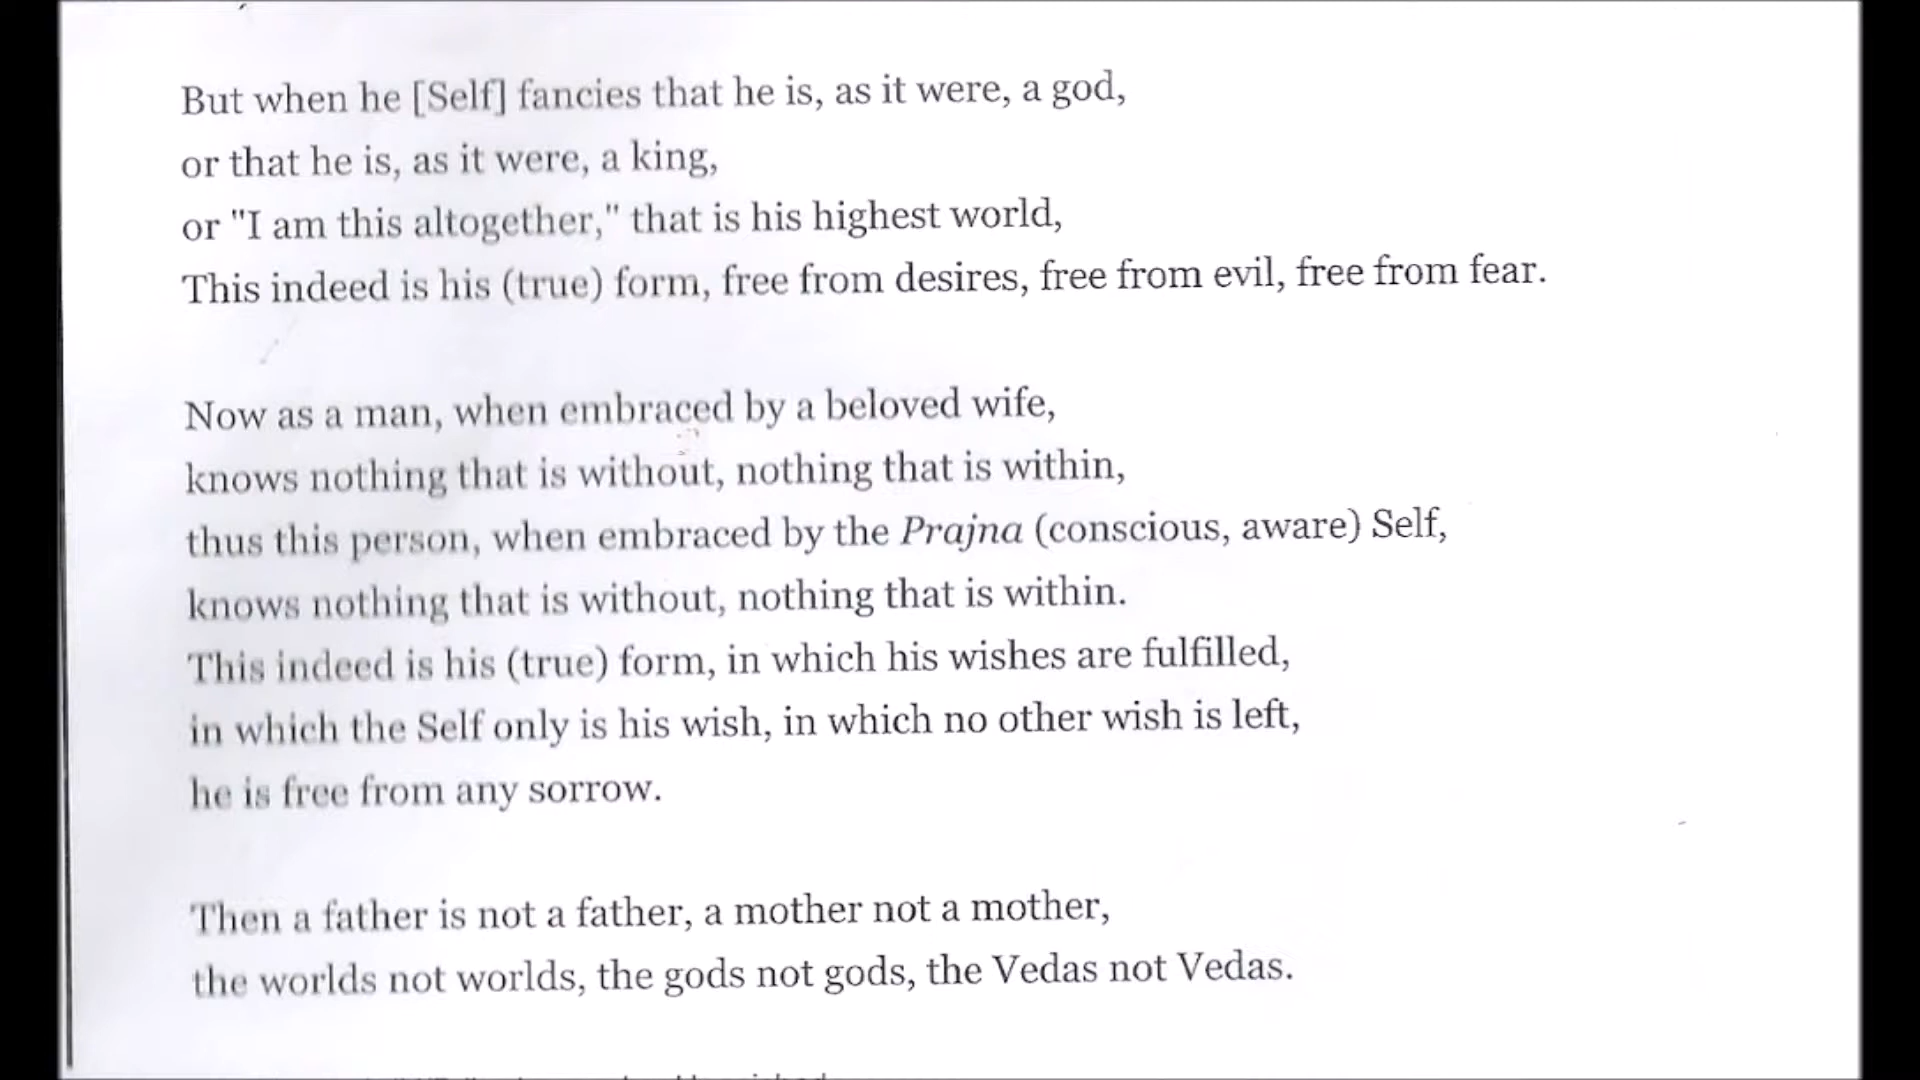 But when he [Self] fancies that he is, as it were, a god,
or that he is, as it were, a king,
or "I am this altogether," that is his highest world,
This indeed is his (true) form, free from desires, free from evil, free from fear.
Now as a man, when embraced by a beloved wife,
knows nothing that is without, nothing that is within,
thus this person, when embraced by the Prajna (conscious, aware) Self,
knows nothing that is without, nothing that is within.
This indeed is his (true) form, in which his wishes are fulfilled,
in which the Self only is his wish, in which no other wish is left,
he is free from any sorrow.
Then a father is not a father, a mother not a mother,
the worlds not worlds, the gods not gods, the Vedas not Vedas.